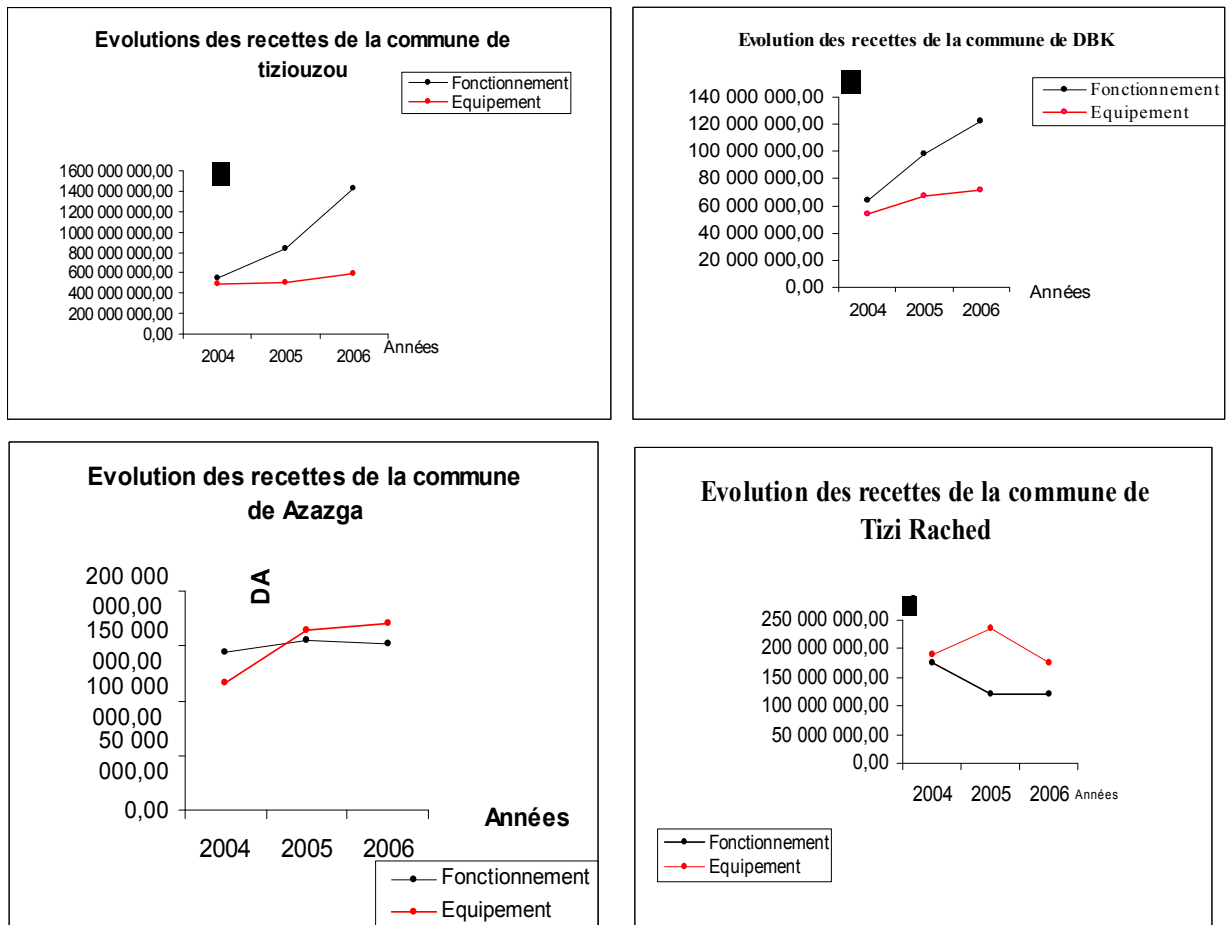 Evolutions des recettes de la commune de
tiziouzou
Fonctionnement
Equipement
1600 000 000,00
1400 000 000,00
1200 000 000,00
1000 000 000,00
800 000 000,00
600 000 000,00
400 000 000,00
200 000 000,00
0,00
2004 2005 2006
Années
Evolution des recettes de la commune de DBK
Fonctionnement
Equipement
140 000 000,00
120 000 000,00
100 000 000,00
80 000 000,00
60 000 000,00
40 000 000,00
20 000 000,00
0,00
2004 2005 2006
Années
Evolution des recettes de la commune
de Azazga
DA
200 000
000,00
150 000
000,00
100 000
000,00
50 000
000,00
0,00
2004 2005 2006
Années
Fonctionnement
Equipement
Evolution des recettes de la commune de
Tizi Rached
250 000 000,00
200 000 000,00
150 000 000,00
100 000 000,00
50 000 000,00
0,00
2004 2005 2006 Années
Fonctionnement
Equipement